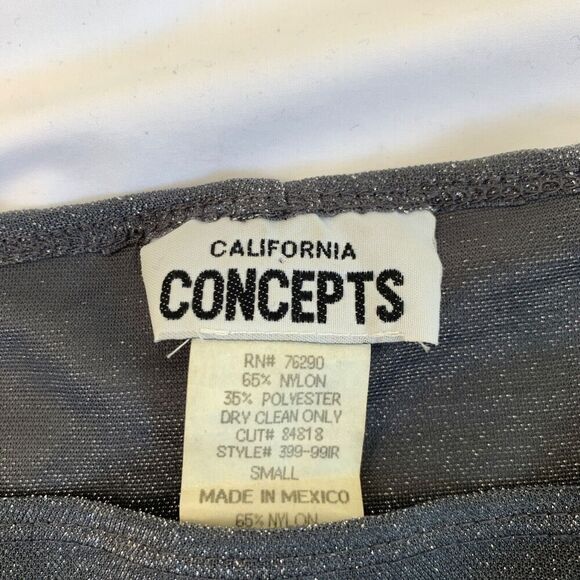 CALIFORNIA
CONCEPTS
RN# 76290
65% NYLON
35% POLYESTER
DRY CLEAN ONLY
CUT# 84818
STYLE# 399-991R
SMALL
MADE IN MEXICO
65% NYLON